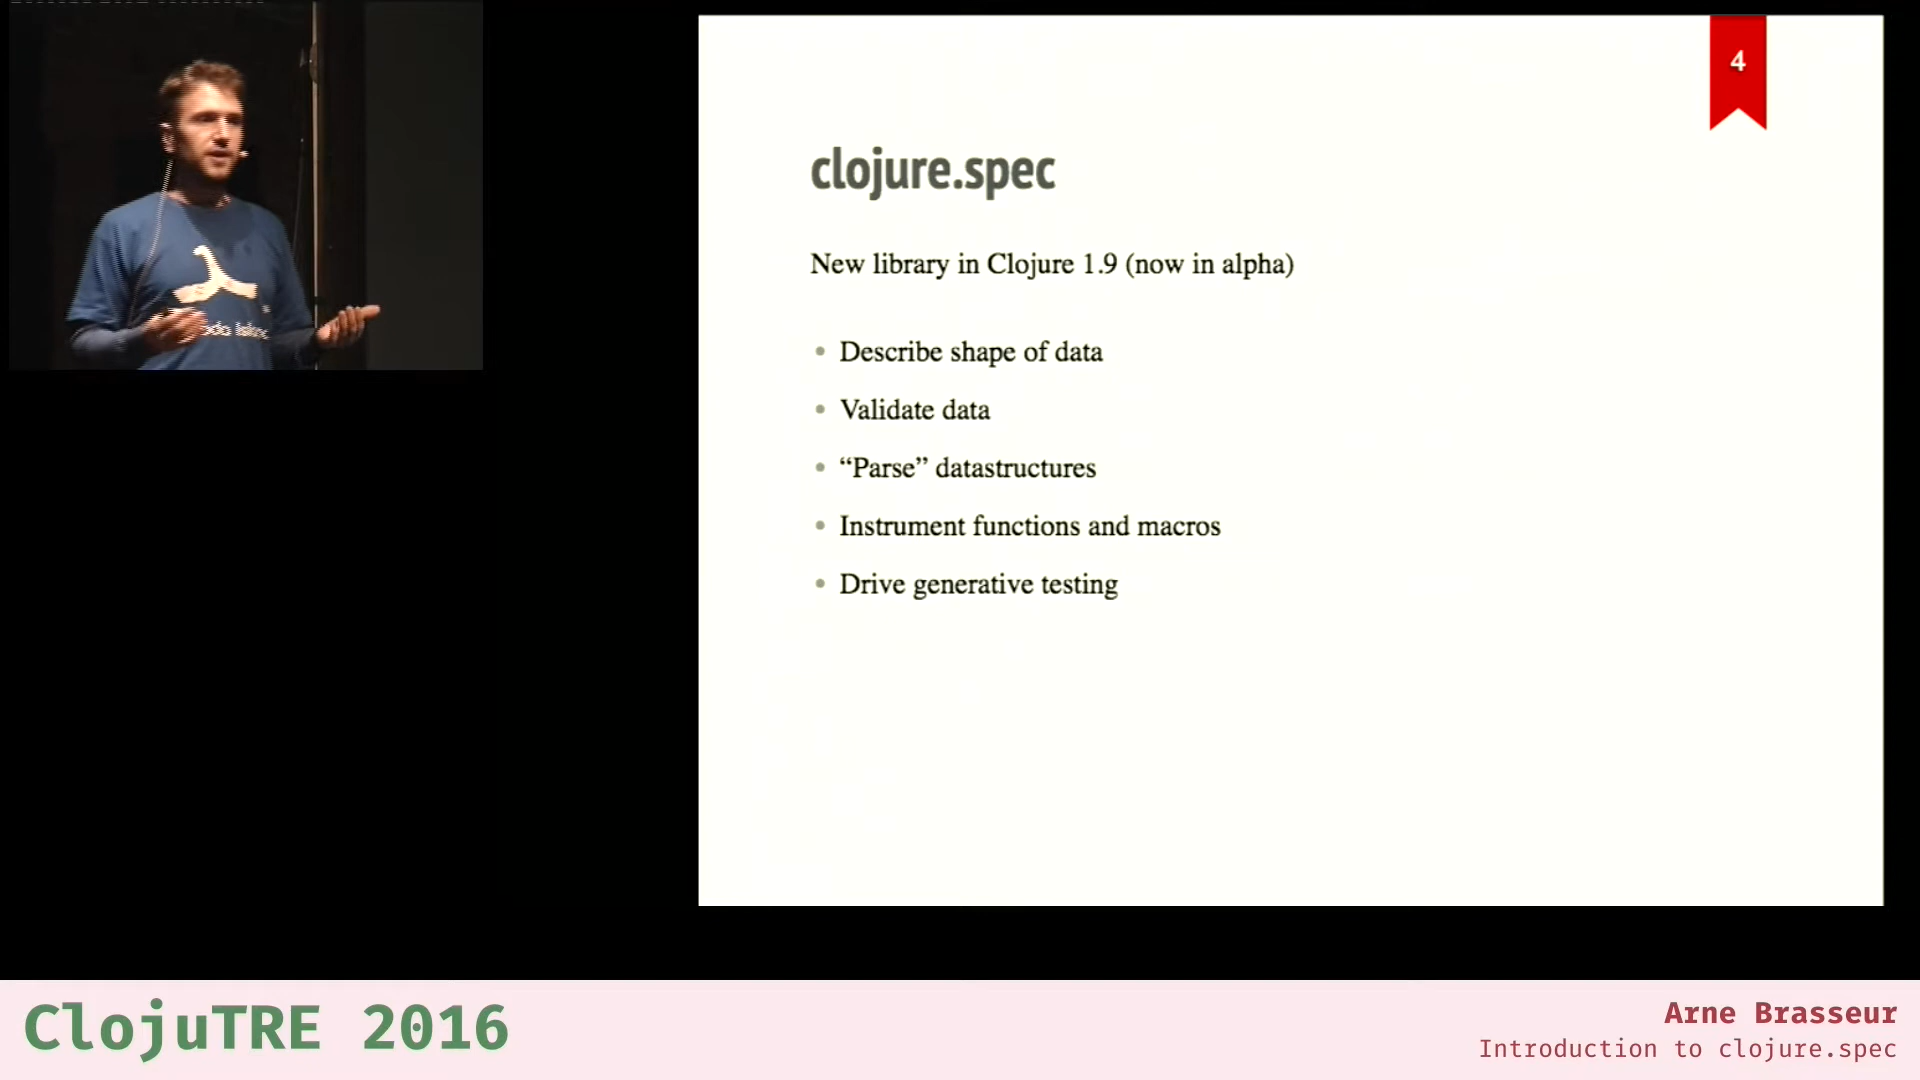 4
clojure.spec
New library in Clojure 1.9 (now in alpha)
• Describe shape of data
• Validate data
• “Parse” datastructures
• Instrument functions and macros
• Drive generative testing
ClojuTRE 2016
Arne Brasseur
Introduction to clojure.spec